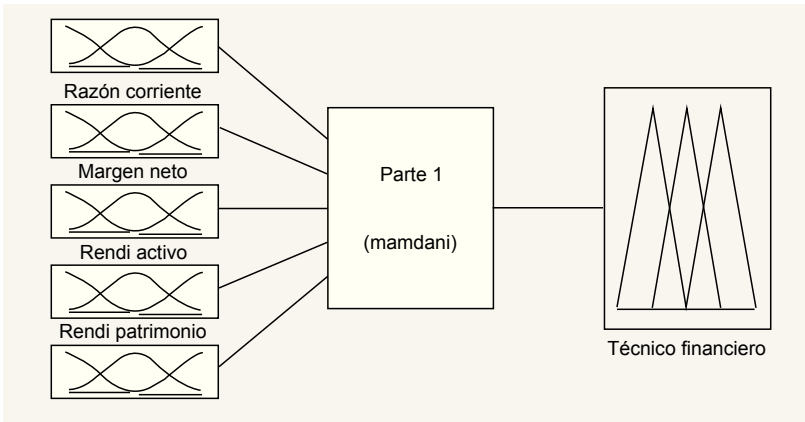 Razón corriente
Margen neto
Rendi activo
Rendi patrimonio
Parte 1
(mamdani)
Técnico financiero